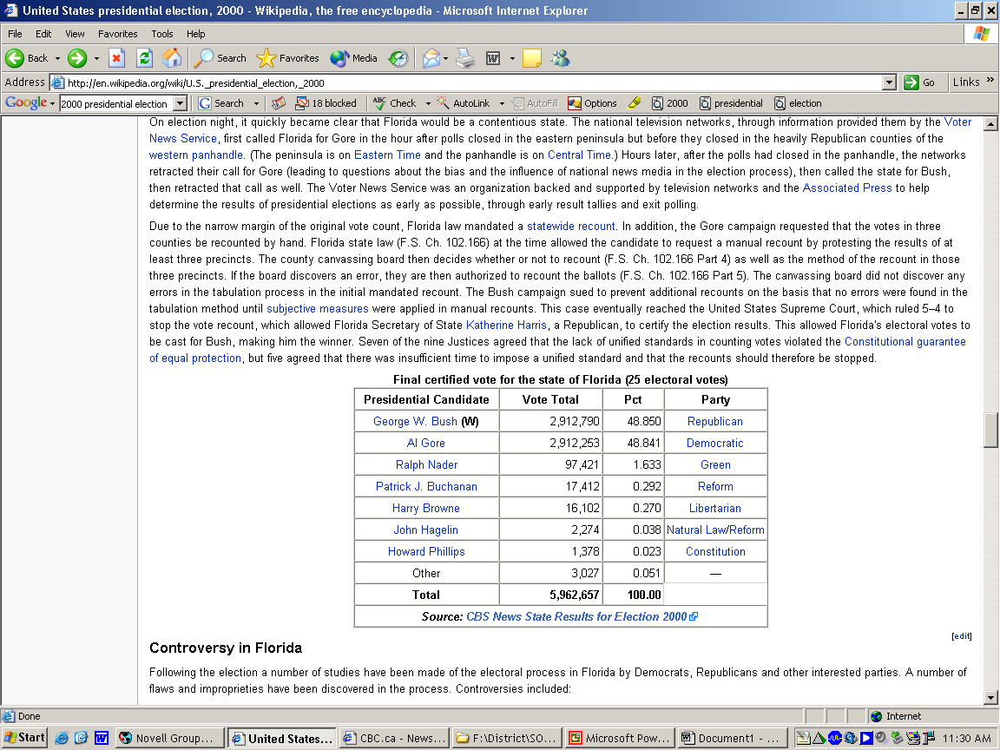 United States presidential election, 2000 - Wikipedia, the free encyclopedia - Microsoft Internet Explorer
File Edit View Favorites Tools Help
Back Search Favorites Media
Address http://en.wikipedia.org/wiki/U.S._presidential_election,_2000 Go Links »
Google 2000 presidential election Search 18 blocked Check AutoLink AutoFill Options 2000 presidential election
On election night, it quickly became clear that Florida would be a contentious state. The national television networks, through information provided them by the Voter
News Service, first called Florida for Gore in the hour after polls closed in the eastern peninsula but before they closed in the heavily Republican counties of the
western panhandle. (The peninsula is on Eastern Time and the panhandle is on Central Time.) Hours later, after the polls had closed in the panhandle, the networks
retracted their call for Gore (leading to questions about the bias and the influence of national news media in the election process), then called the state for Bush,
then retracted that call as well. The Voter News Service was an organization backed and supported by television networks and the Associated Press to help
determine the results of presidential elections as early as possible, through early result tallies and exit polling.
Due to the narrow margin of the original vote count, Florida law mandated a statewide recount. In addition, the Gore campaign requested that the votes in three
counties be recounted by hand. Florida state law (F.S. Ch. 102.166) at the time allowed the candidate to request a manual recount by protesting the results of at
least three precincts. The county canvassing board then decides whether or not to recount (F.S. Ch. 102.166 Part 4) as well as the method of the recount in those
three precincts. If the board discovers an error, they are then authorized to recount the ballots (F.S. Ch. 102.166 Part 5). The canvassing board did not discover any
errors in the tabulation process in the initial mandated recount. The Bush campaign sued to prevent additional recounts on the basis that no errors were found in the
tabulation method until subjective measures were applied in manual recounts. This case eventually reached the United States Supreme Court, which ruled 5–4 to
stop the vote recount, which allowed Florida Secretary of State Katherine Harris, a Republican, to certify the election results. This allowed Florida's electoral votes to
be cast for Bush, making him the winner. Seven of the nine Justices agreed that the lack of unified standards in counting votes violated the Constitutional guarantee
of equal protection, but five agreed that there was insufficient time to impose a unified standard and that the recounts should therefore be stopped.
Final certified vote for the state of Florida (25 electoral votes)
Presidential Candidate Vote Total Pct Party
George W. Bush (W) 2,912,790 48.850 Republican
Al Gore 2,912,253 48.841 Democratic
Ralph Nader 97,421 1.633 Green
Patrick J. Buchanan 17,412 0.292 Reform
Harry Browne 16,102 0.270 Libertarian
John Hagelin 2,274 0.038 Natural Law/Reform
Howard Phillips 1,378 0.023 Constitution
Other 3,027 0.051 —
Total 5,962,657 100.00
Source: CBS News State Results for Election 2000
[edit]
Controversy in Florida
Following the election a number of studies have been made of the electoral process in Florida by Democrats, Republicans and other interested parties. A number of
flaws and improprieties have been discovered in the process. Controversies included:
Done Internet
Start Novell Group... United States... CBC.ca - News... F:\District\SO... Microsoft Pow... Document1 - ... 11:30 AM